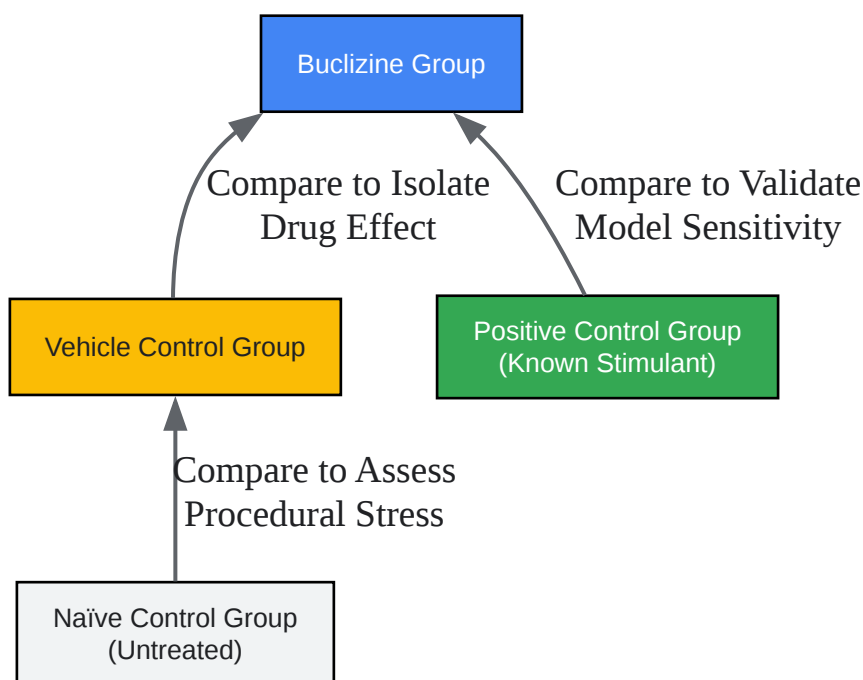 Buclizine Group
Compare to Isolate
Drug Effect
Compare to Validate
Model Sensitivity
Vehicle Control Group
Positive Control Group
(Known Stimulant)
Compare to Assess
Procedural Stress
Naïve Control Group
(Untreated)